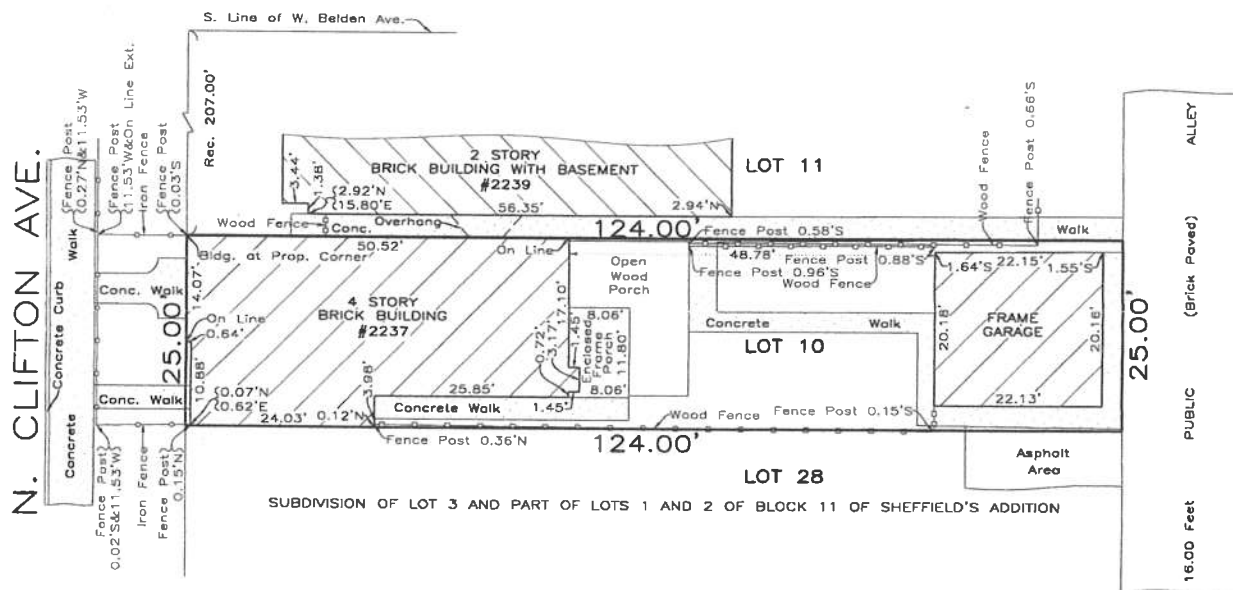 S. Line of W. Belden Ave.
N. CLIFTON AVE.
Fence Post
0.27'N&11.53'W
Fence Post
11.53'W&On Line Ext.
Iron Fence
Fence Post
0.03'S
Rec. 207.00'
2 STORY
BRICK BUILDING WITH BASEMENT
#2239
3.44'
1.38'
2.92'N
15.80'E
56.35'
2.94'N
LOT 11
Wood Fence
Conc.
Overhang
124.00'
Wood Fence
Fence Post 0.66'S
Walk
ALLEY
(Brick Paved)
PUBLIC
16.00 Feet
Concrete Curb
Walk
Concrete
Conc. Walk
Conc. Walk
Bldg. at Prop. Corner
50.52'
On Line
Fence Post 0.58'S
48.78'
Fence Post 0.88'S
Fence Post 0.96'S
Wood Fence
1.64'S
22.15'
1.55'S
14.07'
25.00'
On Line
0.64'
10.88'
0.07'N
0.62'E
4 STORY
BRICK BUILDING
#2237
17.10'
Open
Wood
Porch
8.06'
Enclosed
Frame
Porch
11.80'
8.06'
0.72'
3.17'
1.45'
1.45'
Concrete Walk
LOT 10
FRAME
GARAGE
20.18'
20.16'
22.13'
25.00'
25.85'
3.98'
Concrete Walk
24.03'
0.12'N
Fence Post 0.36'N
124.00'
Wood Fence
Fence Post 0.15'S
Asphalt
Area
Fence Post
0.02'S&11.53'W
Iron Fence
Fence Post
0.15'N
LOT 28
SUBDIVISION OF LOT 3 AND PART OF LOTS 1 AND 2 OF BLOCK 11 OF SHEFFIELD'S ADDITION